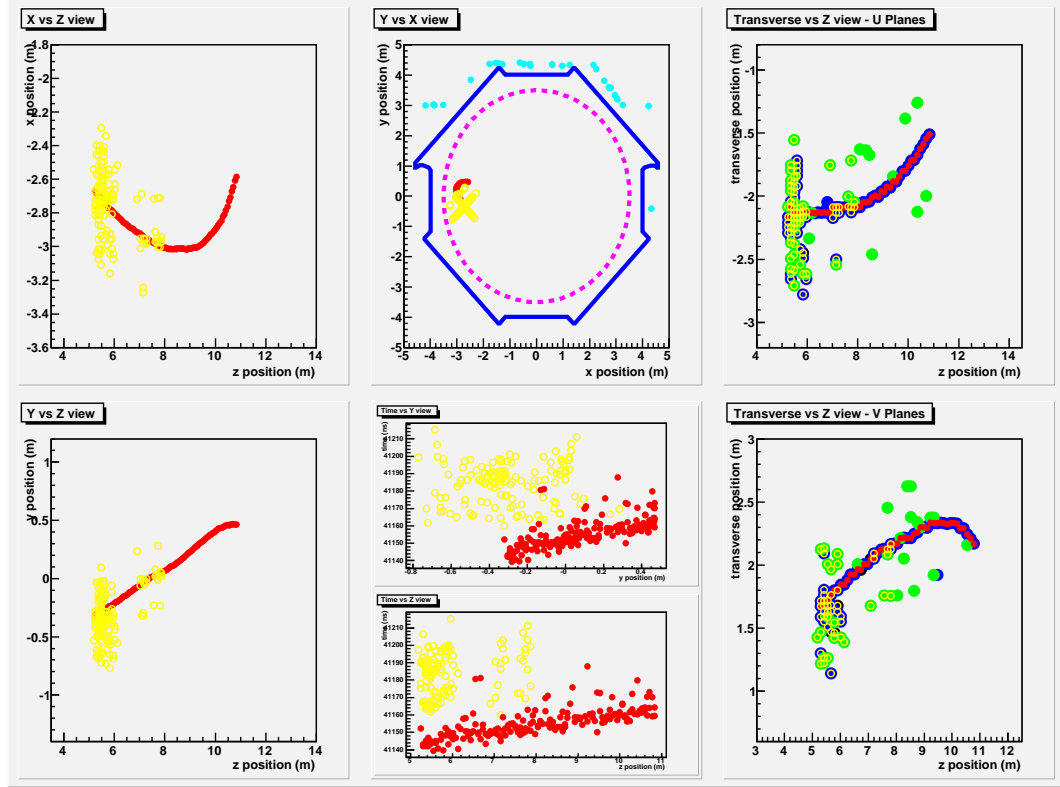 X vs Z view
x position (m)
-1.8
-2
-2.2
-2.4
-2.6
-2.8
-3
-3.2
-3.4
-3.6
4 6 8 10 12 14
z position (m)
Y vs X view
y position (m)
5
4
3
2
1
0
-1
-2
-3
-4
-5
-5 -4 -3 -2 -1 0 1 2 3 4 5
x position (m)
Transverse vs Z view - U Planes
transverse position (m)
-1
-1.5
-2
-2.5
-3
4 6 8 10 12 14
z position (m)
Y vs Z view
y position (m)
1
0.5
0
-0.5
-1
4 6 8 10 12 14
z position (m)
Time vs Y view
time (ns)
41210
41200
41190
41180
41170
41160
41150
41140
-0.8 -0.6 -0.4 -0.2 -0 0.2 0.4
y position (m)
Time vs Z view
time (ns)
41210
41200
41190
41180
41170
41160
41150
41140
5 6 7 8 9 10 11
z position (m)
Transverse vs Z view - V Planes
transverse position (m)
3
2.5
2
1.5
1
3 4 5 6 7 8 9 10 11 12
z position (m)